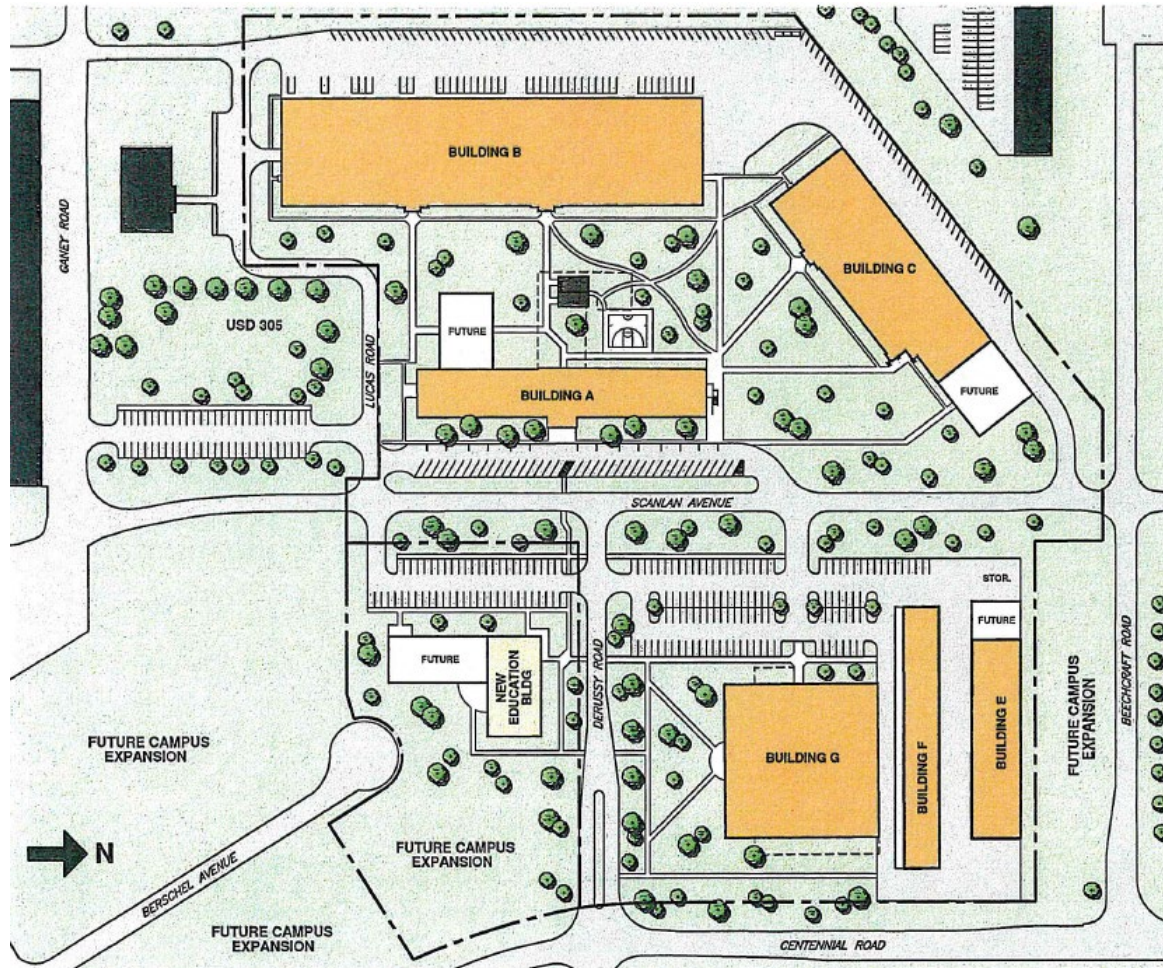 BUILDING B
GANEY ROAD
BUILDING C
USD 305
LUCAS ROAD
FUTURE
BUILDING A
FUTURE
SCANLAN AVENUE
STOR.
FUTURE
FUTURE
NEW
EDUCATION
BLDG
DERUSSY ROAD
BUILDING G
BUILDING F
BUILDING E
FUTURE CAMPUS
EXPANSION
BEECHCRAFT ROAD
FUTURE CAMPUS
EXPANSION
N
FUTURE CAMPUS
EXPANSION
BERSCHEL AVENUE
FUTURE CAMPUS
EXPANSION
CENTENNIAL ROAD